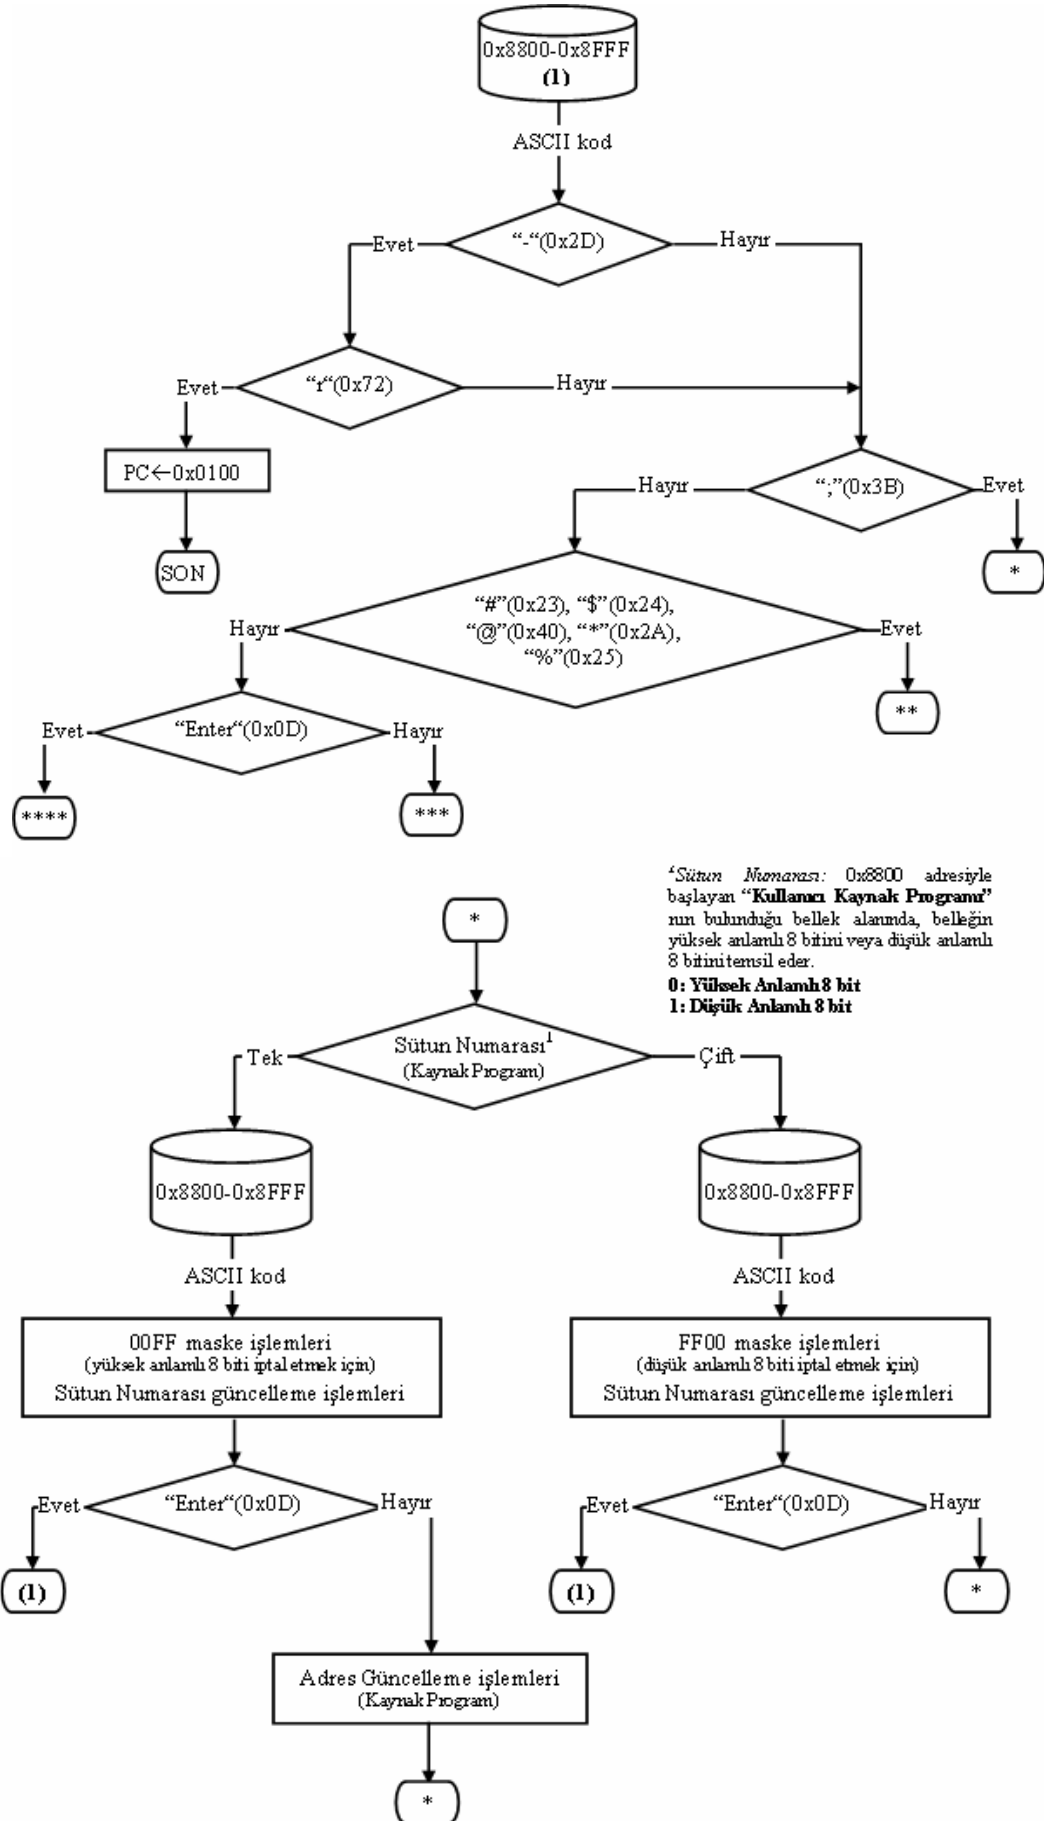 0x8800-0x8FFF
(1)
ASCII kod
“-“(0x2D)
Evet
Hayır
“r“(0x72)
Evet
Hayır
PC←0x0100
SON
“;”(0x3B)
Hayır
Evet
*
“#”(0x23), “$”(0x24),
“@”(0x40), “*”(0x2A),
“%”(0x25)
Hayır
Evet
**
“Enter“(0x0D)
Evet
Hayır
****
***
1Sütun Numarası: 0x8800 adresiyle
başlayan “Kullanıcı Kaynak Programı”
nın bulunduğu bellek alanında, belleğin
yüksek anlamlı 8 bitini veya düşük anlamlı
8 bitini temsil eder.
0: Yüksek Anlamlı 8 bit
1: Düşük Anlamlı 8 bit
*
Sütun Numarası1
(Kaynak Program)
Tek
Çift
0x8800-0x8FFF
0x8800-0x8FFF
ASCII kod
ASCII kod
00FF maske işlemleri
(yüksek anlamlı 8 biti iptal etmek için)
Sütun Numarası güncelleme işlemleri
FF00 maske işlemleri
(düşük anlamlı 8 biti iptal etmek için)
Sütun Numarası güncelleme işlemleri
Evet
“Enter“(0x0D)
Hayır
Evet
“Enter“(0x0D)
Hayır
(1)
(1)
*
Adres Güncelleme işlemleri
(Kaynak Program)
*